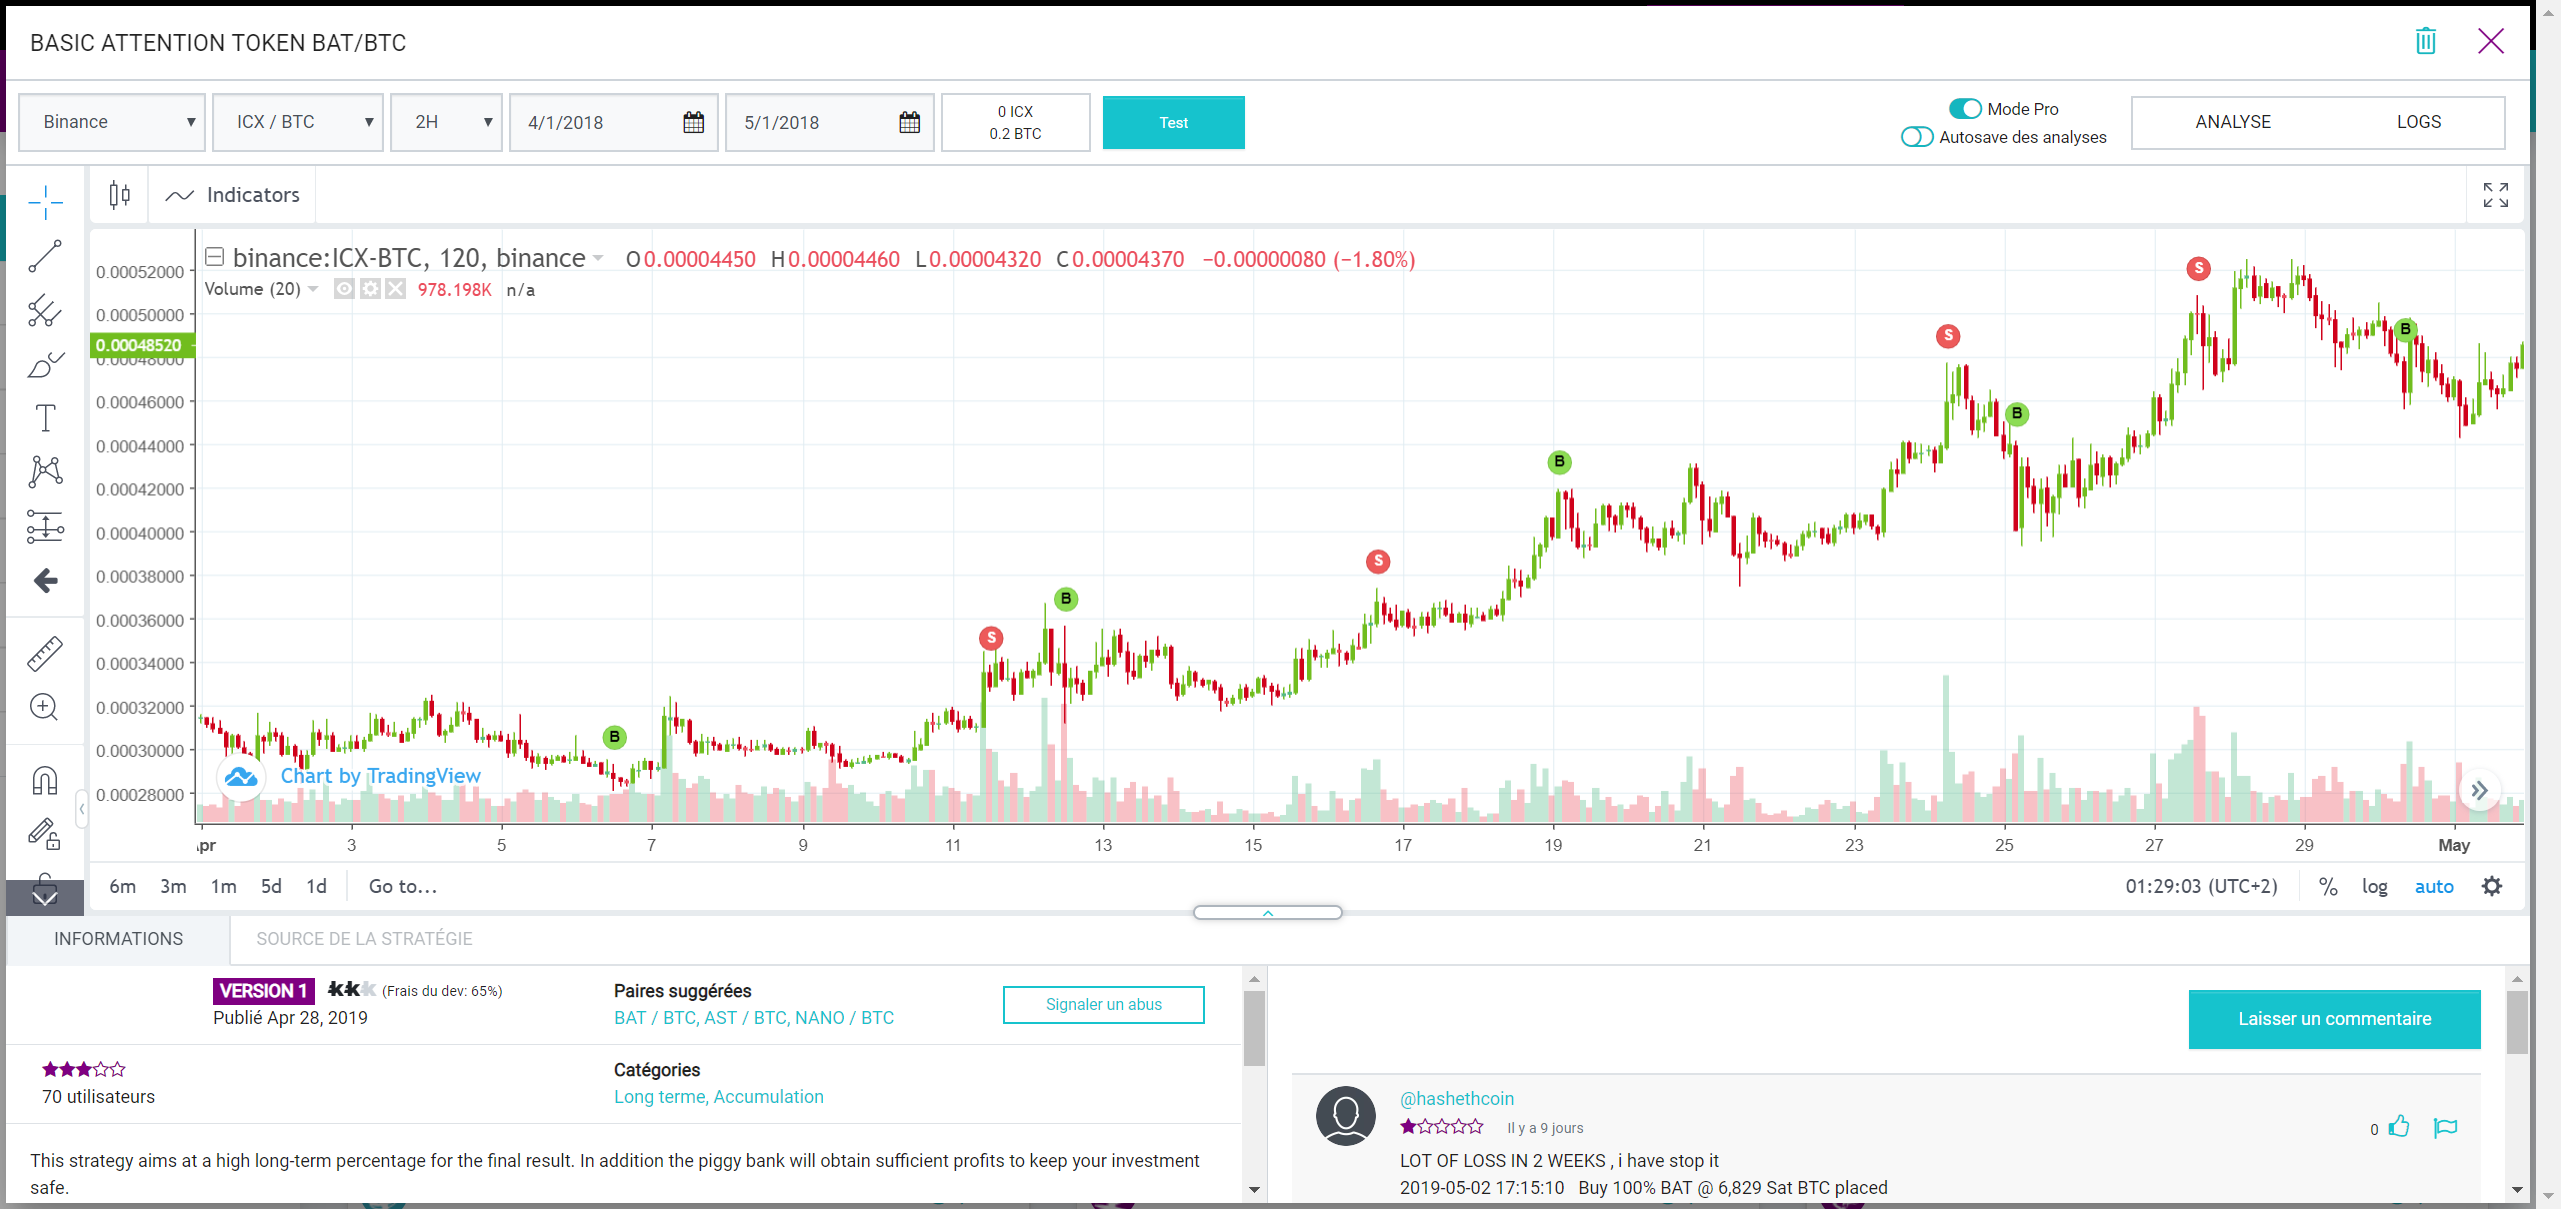 BASIC ATTENTION TOKEN BAT/BTC
Binance ICX / BTC 2H 4/1/2018 5/1/2018
0 ICX
0.2 BTC
Test
Mode Pro
Autosave des analyses
ANALYSE LOGS
Indicators
binance:ICX-BTC, 120, binance O0.00004450 H0.00004460 L0.00004320 C0.00004370 −0.00000080 (−1.80%)
Volume (20) 978.198K n/a
0.00052000
0.00050000
0.00048520
0.00048000
0.00046000
0.00044000
0.00042000
0.00040000
0.00038000
0.00036000
0.00034000
0.00032000
0.00030000
0.00028000
B
S
B
S
B
S
B
S
B
Chart by TradingView
Apr 3 5 7 9 11 13 15 17 19 21 23 25 27 29 May
6m 3m 1m 5d 1d Go to... 01:29:03 (UTC+2) % log auto
INFORMATIONS SOURCE DE LA STRATÉGIE
VERSION 1 (Frais du dev: 65%)
Publié Apr 28, 2019
Paires suggérées
BAT / BTC, AST / BTC, NANO / BTC
Signaler un abus
70 utilisateurs
Catégories
Long terme, Accumulation
This strategy aims at a high long-term percentage for the final result. In addition the piggy bank will obtain sufficient profits to keep your investment
safe.
Laisser un commentaire
@hashethcoin
Il y a 9 jours
0
LOT OF LOSS IN 2 WEEKS , i have stop it
2019-05-02 17:15:10 Buy 100% BAT @ 6,829 Sat BTC placed